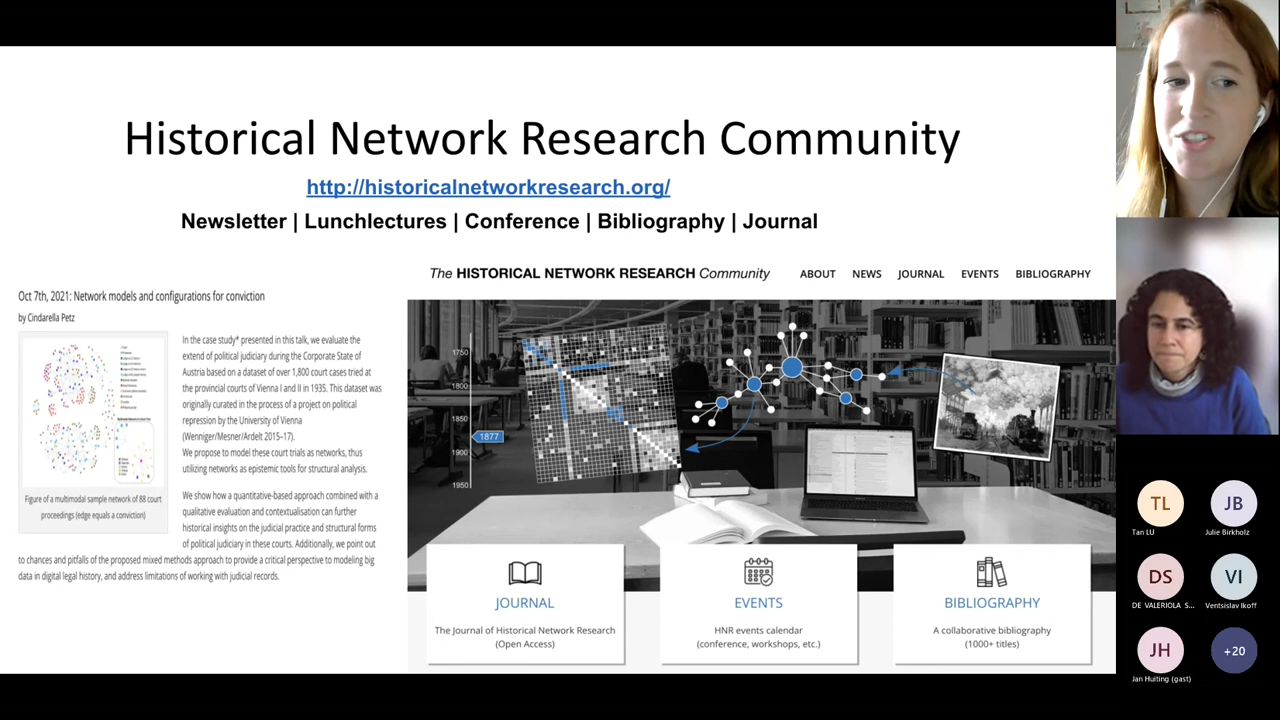 Historical Network Research Community
http://historicalnetworkresearch.org/
Newsletter | Lunchlectures | Conference | Bibliography | Journal
The HISTORICAL NETWORK RESEARCH Community
ABOUT NEWS JOURNAL EVENTS BIBLIOGRAPHY
Oct 7th, 2021: Network models and configurations for conviction
by Cindarella Petz
In the case study* presented in this talk, we evaluate the
extend of political judiciary during the Corporate State of
Austria based on a dataset of over 1,800 court cases tried at
the provincial courts of Vienna I and II in 1935. This dataset was
originally curated in the process of a project on political
repression by the University of Vienna
(Wenniger/Mesner/Ardelt 2015–17).
We propose to model these court trials as networks, thus
utilizing networks as epistemic tools for structural analysis.
Figure of a multimodal sample network of 88 court
proceedings (edge equals a conviction)
We show how a quantitative-based approach combined with a
qualitative evaluation and contextualisation can further
historical insights on the judicial practice and structural forms
of political judiciary in these courts. Additionally, we point out
to chances and pitfalls of the proposed mixed methods approach to provide a critical perspective to modeling big
data in digital legal history, and address limitations of working with judicial records.
1750
1800
1850
1877
1900
1950
JOURNAL
The Journal of Historical Network Research
(Open Access)
EVENTS
HNR events calendar
(conference, workshops, etc.)
BIBLIOGRAPHY
A collaborative bibliography
(1000+ titles)
TL
Tan LU
JB
Julie Birkholz
DS
DE VALERIOLA S...
VI
Ventsislav Ikoff
JH
Jan Huiting (gast)
+20